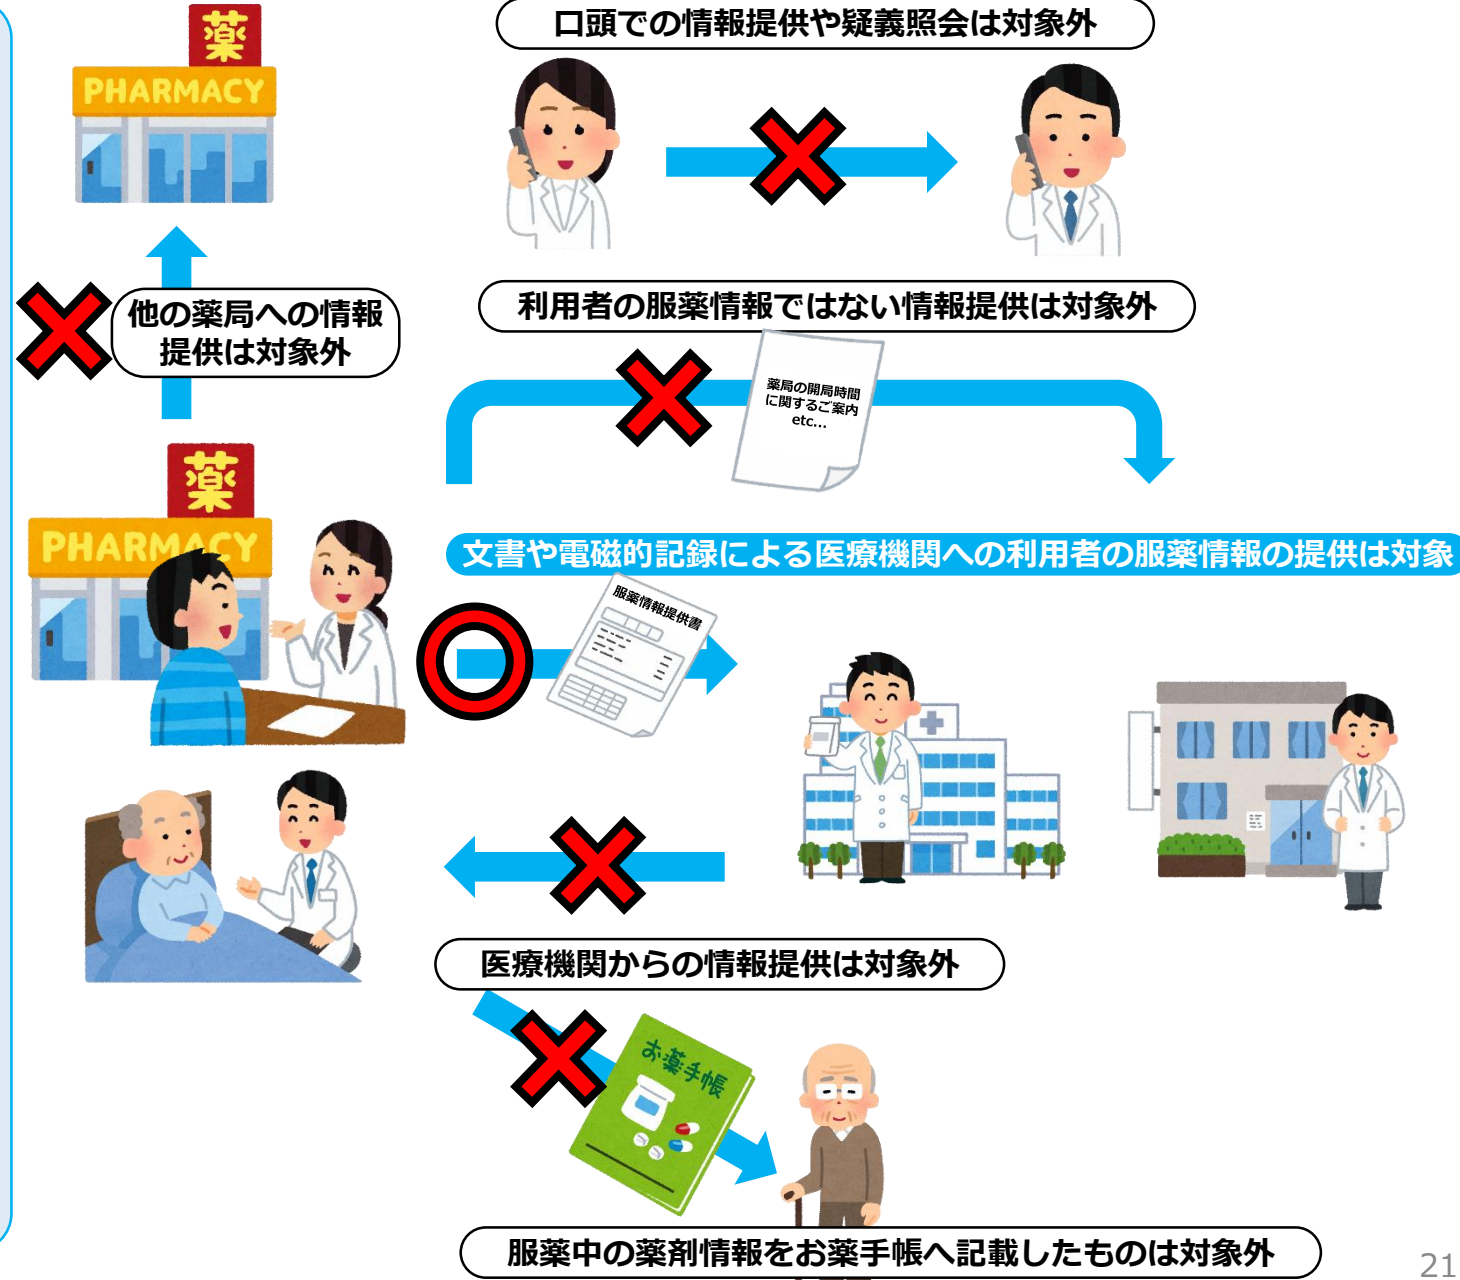 口頭での情報提供や疑義照会は対象外
薬
PHARMACY
他の薬局への情報
提供は対象外
利用者の服薬情報ではない情報提供は対象外
薬局の開局時間
に関するご案内
etc...
薬
PHARMACY
文書や電磁的記録による医療機関への利用者の服薬情報の提供は対象
服薬情報提供書
医療機関からの情報提供は対象外
お薬手帳
服薬中の薬剤情報をお薬手帳へ記載したものは対象外
21